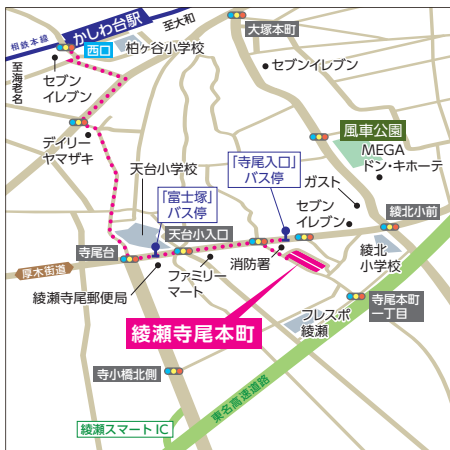 かしわ台駅
至大和
相鉄本線
至海老名
西口
柏ヶ谷小学校
大塚本町
セブン
イレブン
セブンイレブン
デイリー
ヤマザキ
風車公園
MEGA
ドン・キホーテ
天台小学校
「寺尾入口」
バス停
ガスト
「富士塚」
バス停
セブン
イレブン
綾北小前
天台小入口
寺尾台
消防署
綾北
小学校
厚木街道
ファミリー
マート
綾瀬寺尾郵便局
寺尾本町
一丁目
フレスポ
綾瀬
綾瀬寺尾本町
寺小橋北側
東名高速道路
綾瀬スマートIC